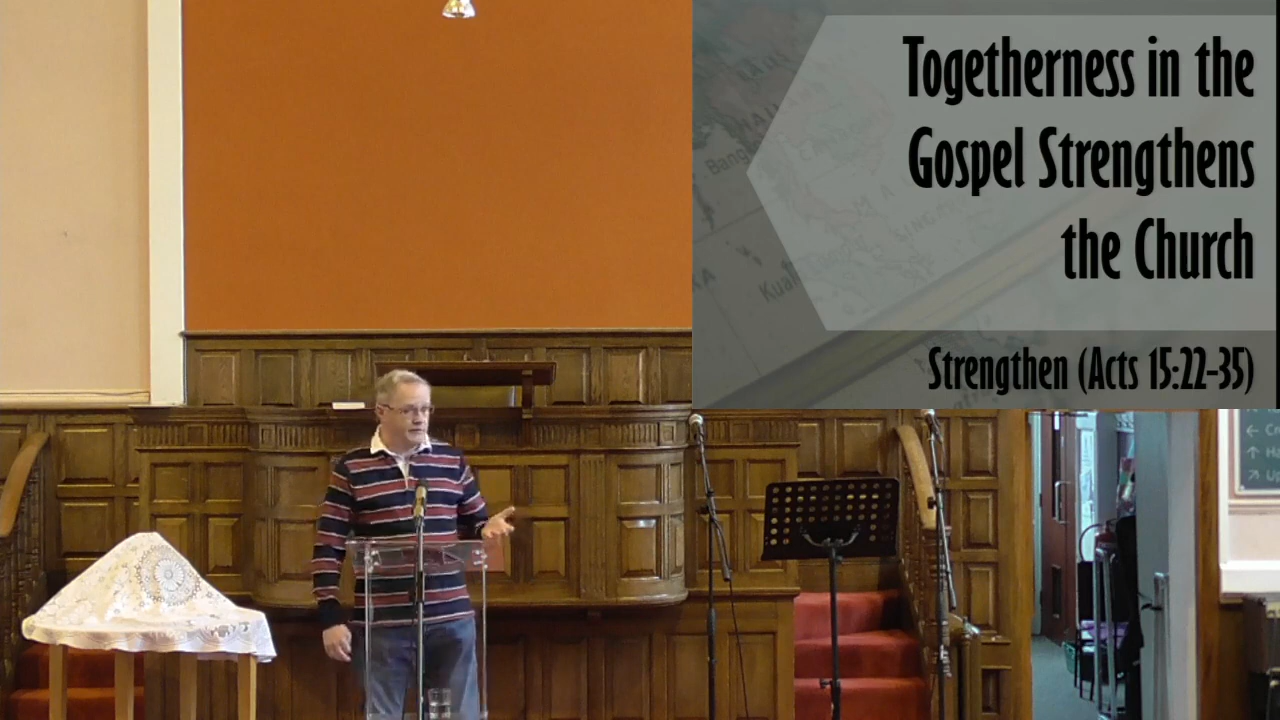 Togetherness in the
Gospel Strengthens
the Church
Strengthen (Acts 15:22-35)